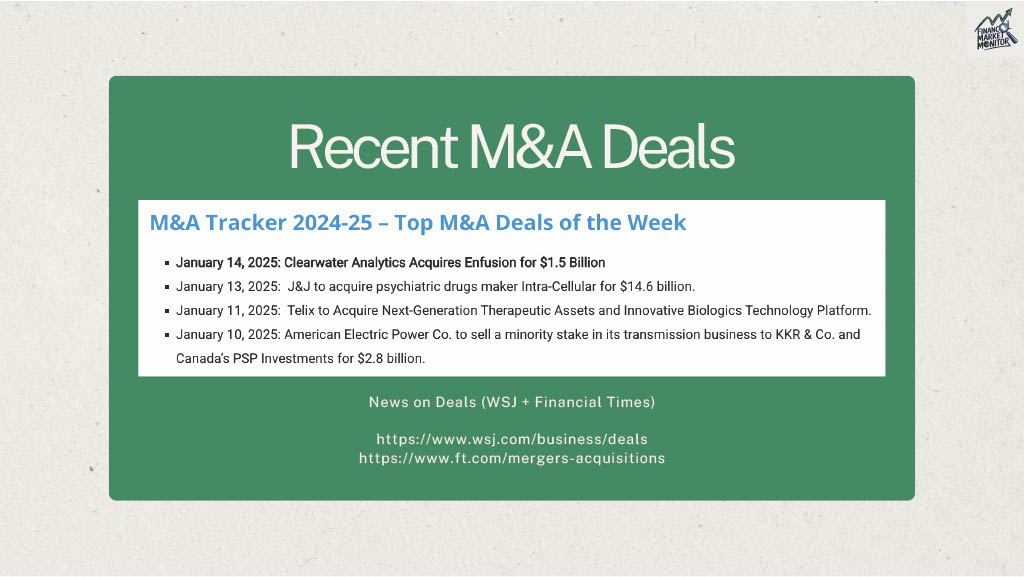 FINANCE
MARKET
MONITOR
Recent M&A Deals
M&A Tracker 2024-25 – Top M&A Deals of the Week
▪ January 14, 2025: Clearwater Analytics Acquires Enfusion for $1.5 Billion
▪ January 13, 2025:  J&J to acquire psychiatric drugs maker Intra-Cellular for $14.6 billion.
▪ January 11, 2025:  Telix to Acquire Next-Generation Therapeutic Assets and Innovative Biologics Technology Platform.
▪ January 10, 2025: American Electric Power Co. to sell a minority stake in its transmission business to KKR & Co. and
Canada's PSP Investments for $2.8 billion.
News on Deals (WSJ + Financial Times)
https://www.wsj.com/business/deals
https://www.ft.com/mergers-acquisitions